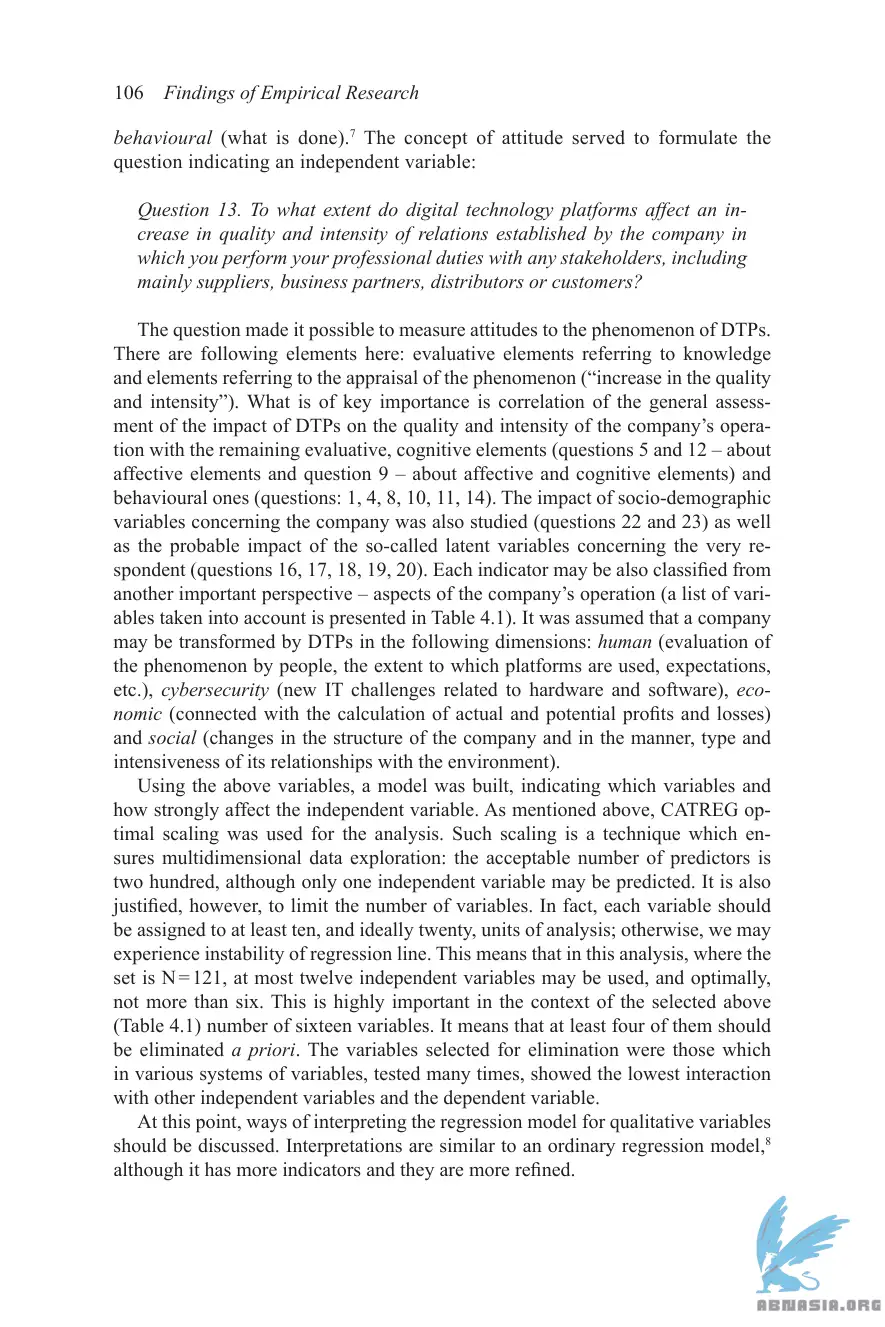 106 Findings of Empirical Research
behavioural (what is done).7 The concept of attitude served to formulate the
question indicating an independent variable:
Question 13. To what extent do digital technology platforms affect an in-
crease in quality and intensity of relations established by the company in
which you perform your professional duties with any stakeholders, including
mainly suppliers, business partners, distributors or customers?
The question made it possible to measure attitudes to the phenomenon of DTPs.
There are following elements here: evaluative elements referring to knowledge
and elements referring to the appraisal of the phenomenon (“increase in the quality
and intensity”). What is of key importance is correlation of the general assess-
ment of the impact of DTPs on the quality and intensity of the company’s opera-
tion with the remaining evaluative, cognitive elements (questions 5 and 12 – about
affective elements and question 9 – about affective and cognitive elements) and
behavioural ones (questions: 1, 4, 8, 10, 11, 14). The impact of socio-demographic
variables concerning the company was also studied (questions 22 and 23) as well
as the probable impact of the so-called latent variables concerning the very re-
spondent (questions 16, 17, 18, 19, 20). Each indicator may be also classified from
another important perspective – aspects of the company’s operation (a list of vari-
ables taken into account is presented in Table 4.1). It was assumed that a company
may be transformed by DTPs in the following dimensions: human (evaluation of
the phenomenon by people, the extent to which platforms are used, expectations,
etc.), cybersecurity (new IT challenges related to hardware and software), eco-
nomic (connected with the calculation of actual and potential profits and losses)
and social (changes in the structure of the company and in the manner, type and
intensiveness of its relationships with the environment).
Using the above variables, a model was built, indicating which variables and
how strongly affect the independent variable. As mentioned above, CATREG op-
timal scaling was used for the analysis. Such scaling is a technique which en-
sures multidimensional data exploration: the acceptable number of predictors is
two hundred, although only one independent variable may be predicted. It is also
justified, however, to limit the number of variables. In fact, each variable should
be assigned to at least ten, and ideally twenty, units of analysis; otherwise, we may
experience instability of regression line. This means that in this analysis, where the
set is N=121, at most twelve independent variables may be used, and optimally,
not more than six. This is highly important in the context of the selected above
(Table 4.1) number of sixteen variables. It means that at least four of them should
be eliminated a priori. The variables selected for elimination were those which
in various systems of variables, tested many times, showed the lowest interaction
with other independent variables and the dependent variable.
At this point, ways of interpreting the regression model for qualitative variables
should be discussed. Interpretations are similar to an ordinary regression model,8
although it has more indicators and they are more refined.
ABNASIA.ORG